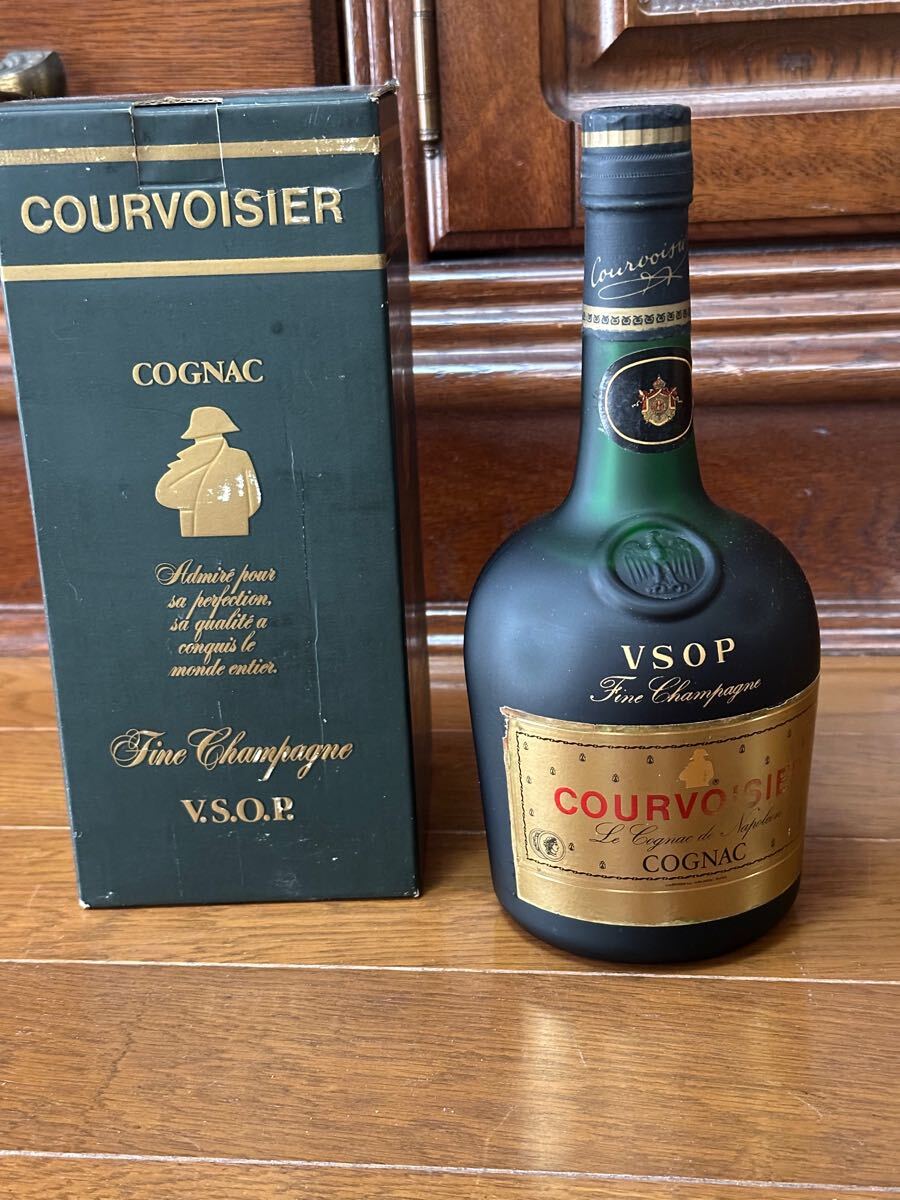 COURVOISIER
COGNAC
Admiré pour
sa perfection,
sa qualité a
conquis le
monde entier.
Fine Champagne
V.S.O.P.
Courvoisier
VSOP
Fine Champagne
COURVOISIER
Le Cognac de Napoléon
COGNAC